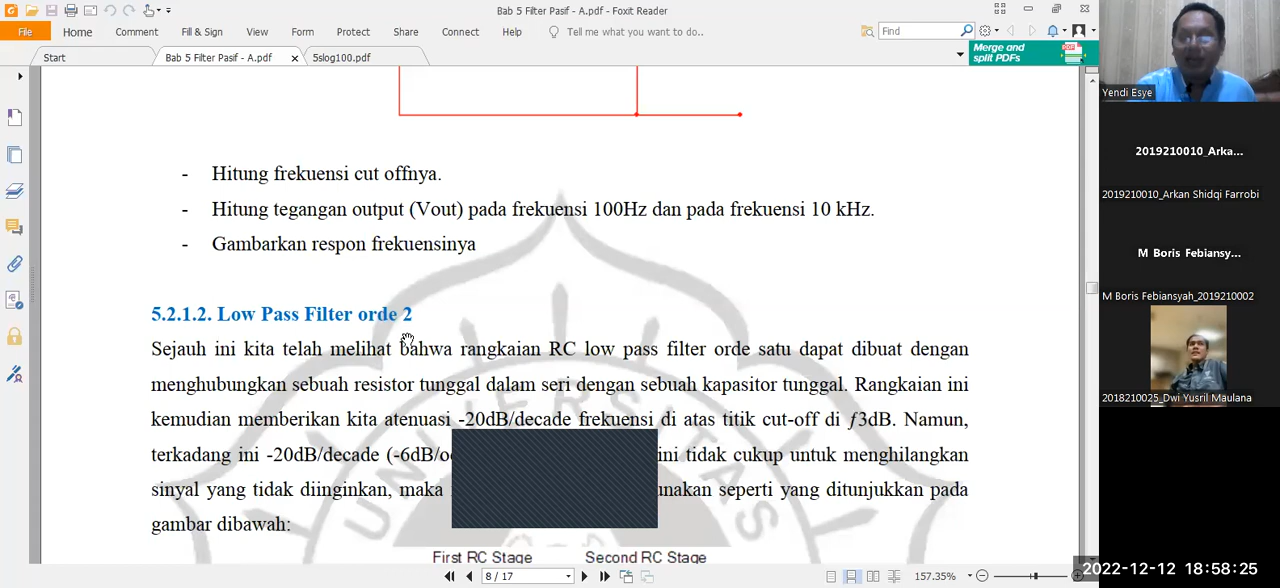 Bab 5 Filter Pasif - A.pdf - Foxit Reader
File Home Comment Fill & Sign View Form Protect Share Connect Help Tell me what you want to do.. Find
Start Bab 5 Filter Pasif - A.pdf 5slog100.pdf
Merge and
split PDFs
- Hitung frekuensi cut offnya.
- Hitung tegangan output (Vout) pada frekuensi 100Hz dan pada frekuensi 10 kHz.
- Gambarkan respon frekuensinya
5.2.1.2. Low Pass Filter orde 2
Sejauh ini kita telah melihat bahwa rangkaian RC low pass filter orde satu dapat dibuat dengan
menghubungkan sebuah resistor tunggal dalam seri dengan sebuah kapasitor tunggal. Rangkaian ini
kemudian memberikan kita atenuasi -20dB/decade frekuensi di atas titik cut-off di ƒ3dB. Namun,
terkadang ini -20dB/decade (-6dB/o ini tidak cukup untuk menghilangkan
sinyal yang tidak diinginkan, maka unakan seperti yang ditunjukkan pada
gambar dibawah:
First RC Stage Second RC Stage
UNIVERSITAS
8 / 17
157.35%
Yendi Esye
2019210010_Arka...
2019210010_Arkan Shidqi Farrobi
M Boris Febiansy...
M Boris Febiansyah_2019210002
2018210025_Dwi Yusril Maulana
2022-12-12 18:58:25